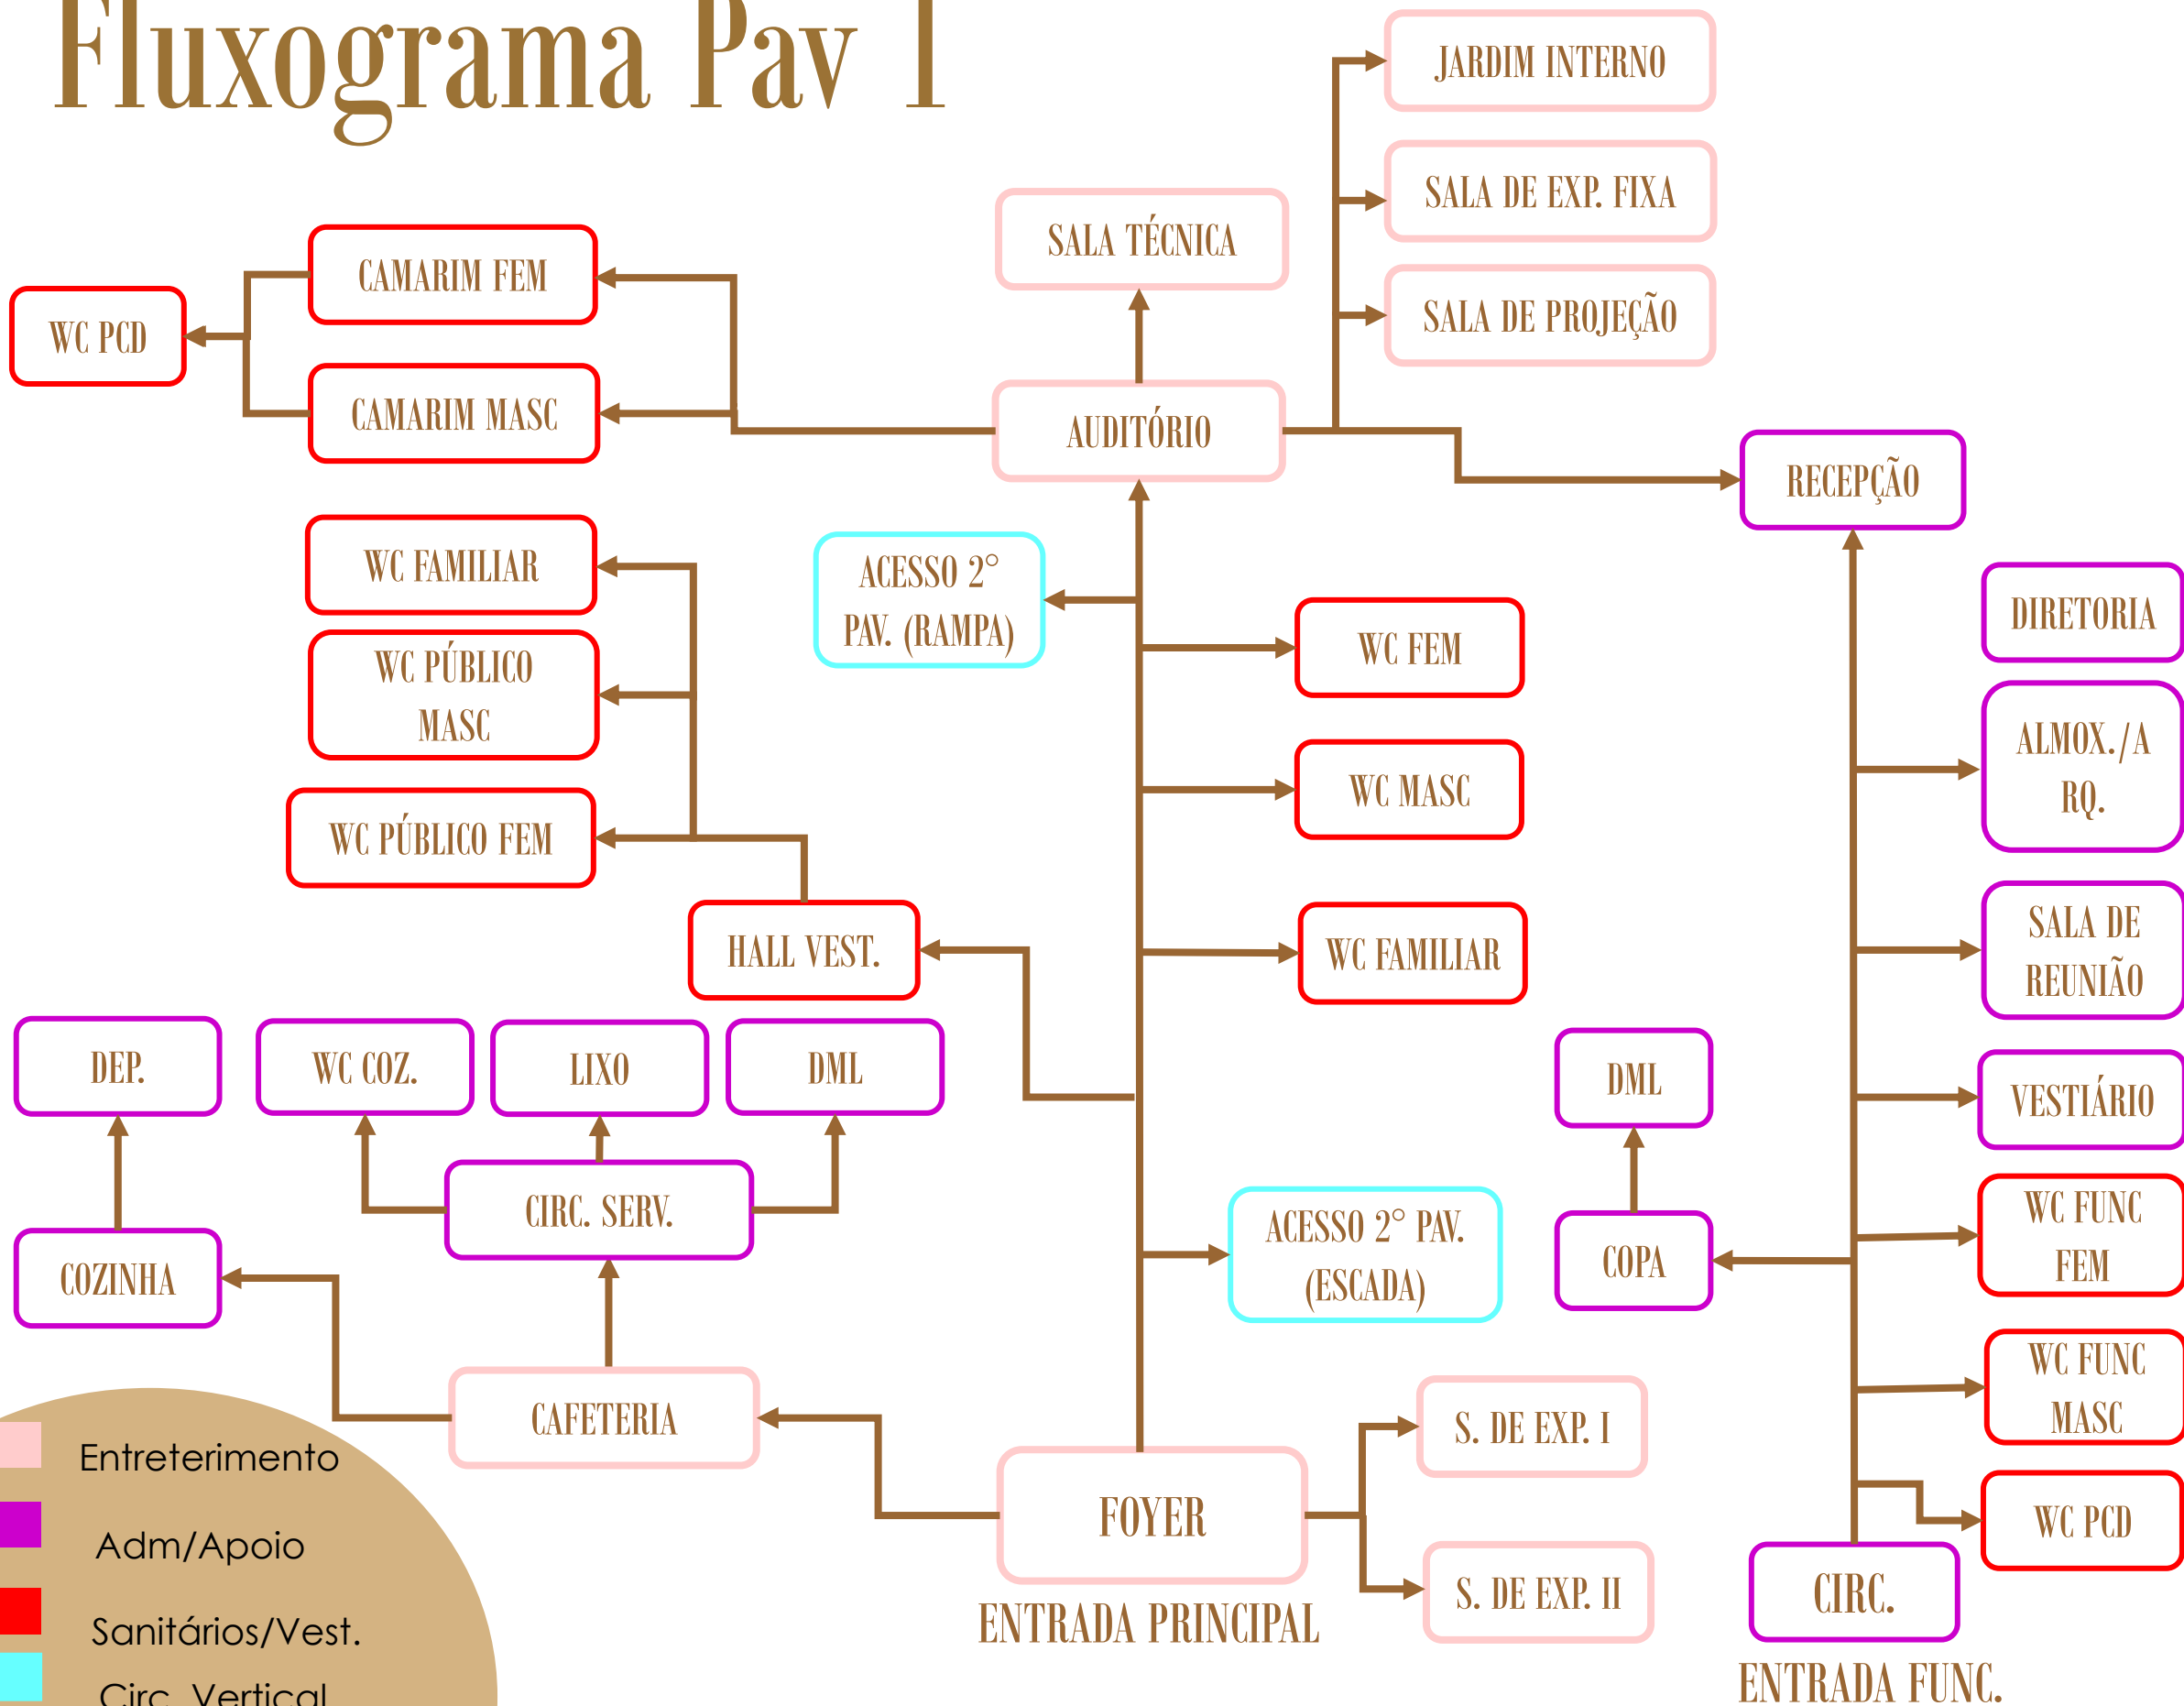 Fluxograma Pav 1
JARDIM INTERNO
SALA DE EXP. FIXA
SALA TÉCNICA
SALA DE PROJEÇÃO
CAMARIM FEM
WC PCD
CAMARIM MASC
AUDITÓRIO
RECEPÇÃO
WC FAMILIAR
ACESSO 2°
PAV. (RAMPA)
WC FEM
DIRETORIA
WC PÚBLICO
MASC
WC MASC
ALMOX./A
RQ.
WC PÚBLICO FEM
HALL VEST.
WC FAMILIAR
SALA DE
REUNIÃO
DEP.
WC COZ.
LIXO
DML
DML
VESTIÁRIO
CIRC. SERV.
COZINHA
ACESSO 2° PAV.
(ESCADA)
COPA
WC FUNC
FEM
CAFETERIA
S. DE EXP. I
WC FUNC
MASC
FOYER
WC PCD
S. DE EXP. II
CIRC.
ENTRADA PRINCIPAL
ENTRADA FUNC.
Entreterimento
Adm/Apoio
Sanitários/Vest.
Circ. Vertical